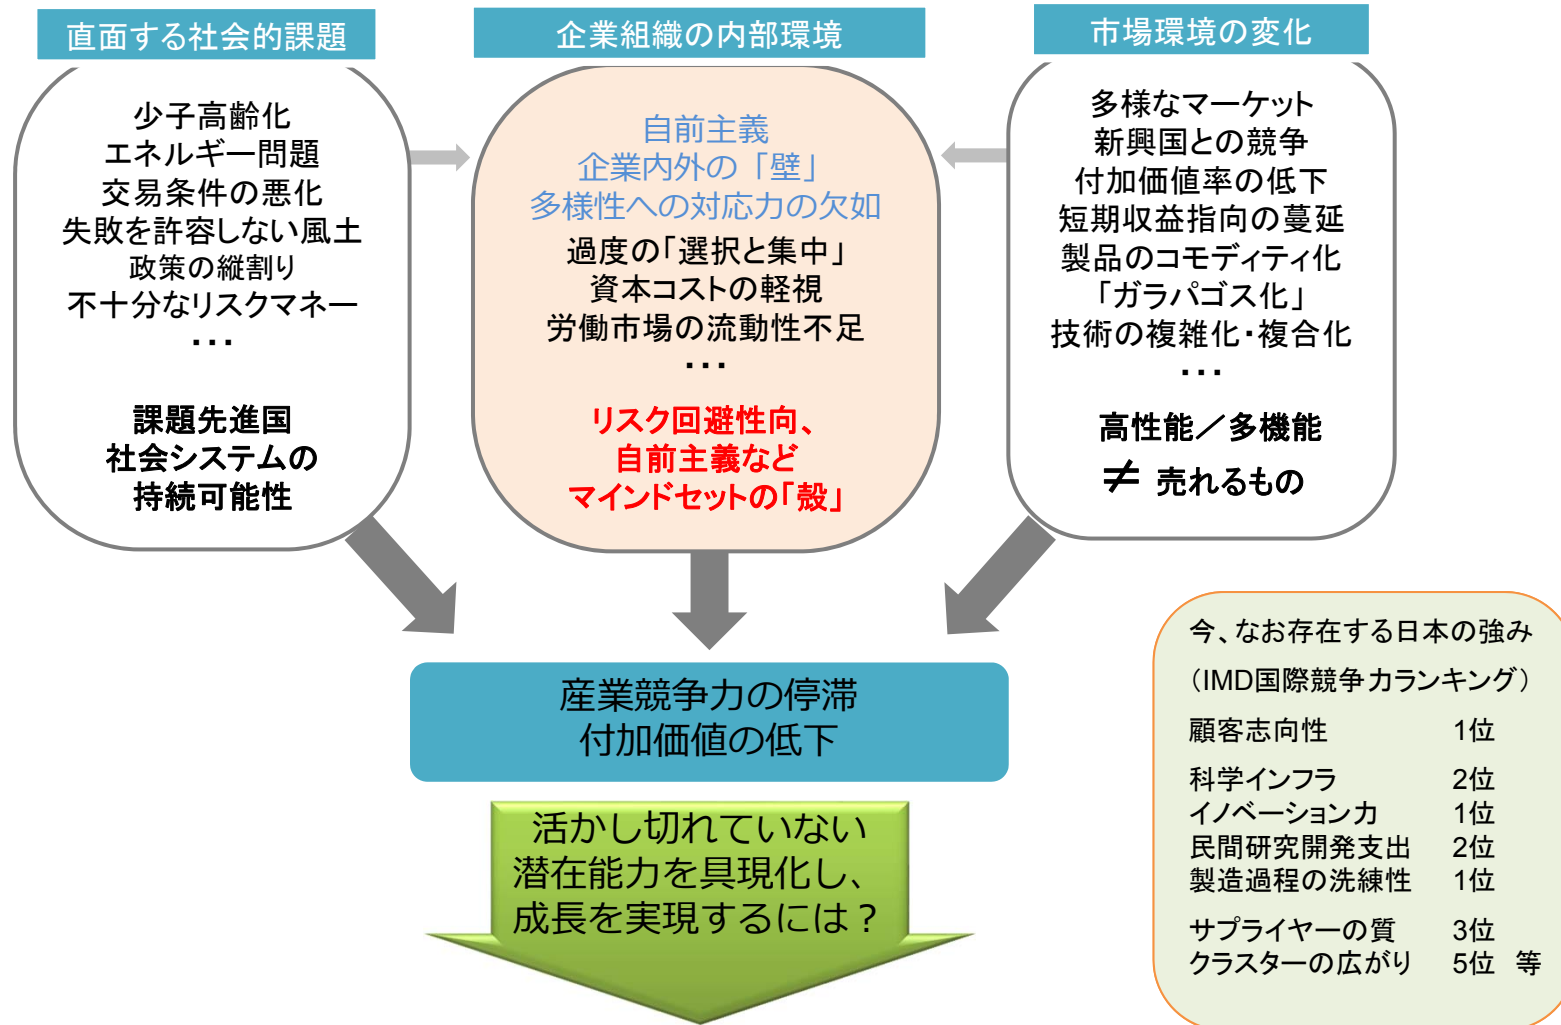 直面する社会的課題
少子高齢化
エネルギー問題
交易条件の悪化
失敗を許容しない風土
政策の縦割り
不十分なリスクマネー
・・・
課題先進国
社会システムの
持続可能性
企業組織の内部環境
自前主義
企業内外の「壁」
多様性への対応力の欠如
過度の「選択と集中」
資本コストの軽視
労働市場の流動性不足
・・・
リスク回避性向、
自前主義など
マインドセットの「殻」
市場環境の変化
多様なマーケット
新興国との競争
付加価値率の低下
短期収益指向の蔓延
製品のコモディティ化
「ガラパゴス化」
技術の複雑化・複合化
・・・
高性能／多機能
≠ 売れるもの
産業競争力の停滞
付加価値の低下
活かし切れていない
潜在能力を具現化し、
成長を実現するには？
今、なお存在する日本の強み
（IMD国際競争力ランキング）
顧客志向性 1位
科学インフラ 2位
イノベーション力 1位
民間研究開発支出 2位
製造過程の洗練性 1位
サプライヤーの質 3位
クラスターの広がり 5位 等